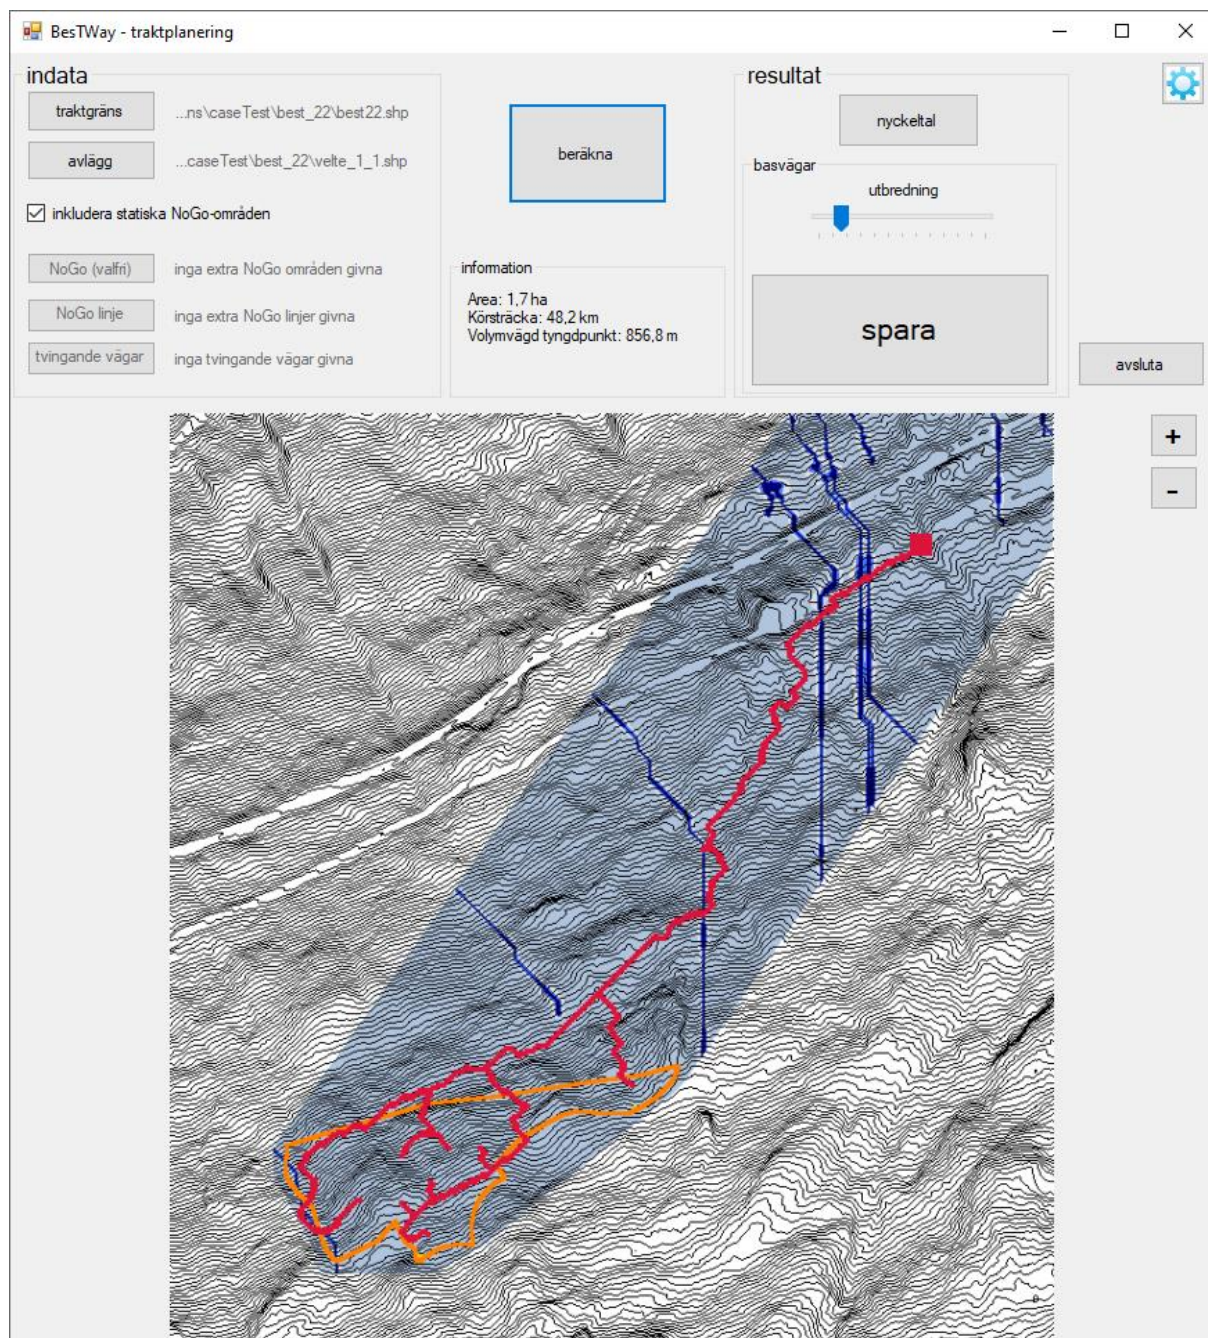 BesTWay - traktplanering
indata
traktgräns ...ns\caseTest\best_22\best22.shp
avlägg ...caseTest\best_22\velte_1_1.shp
inkludera statiska NoGo-områden
NoGo (valfri) inga extra NoGo områden givna
NoGo linje inga extra NoGo linjer givna
tvingande vägar inga tvingande vägar givna
beräkna
information
Area: 1,7 ha
Körsträcka: 48,2 km
Volymvägd tyngdpunkt: 856,8 m
resultat
nyckeltal
basvägar
utbredning
spara
avsluta
+
-